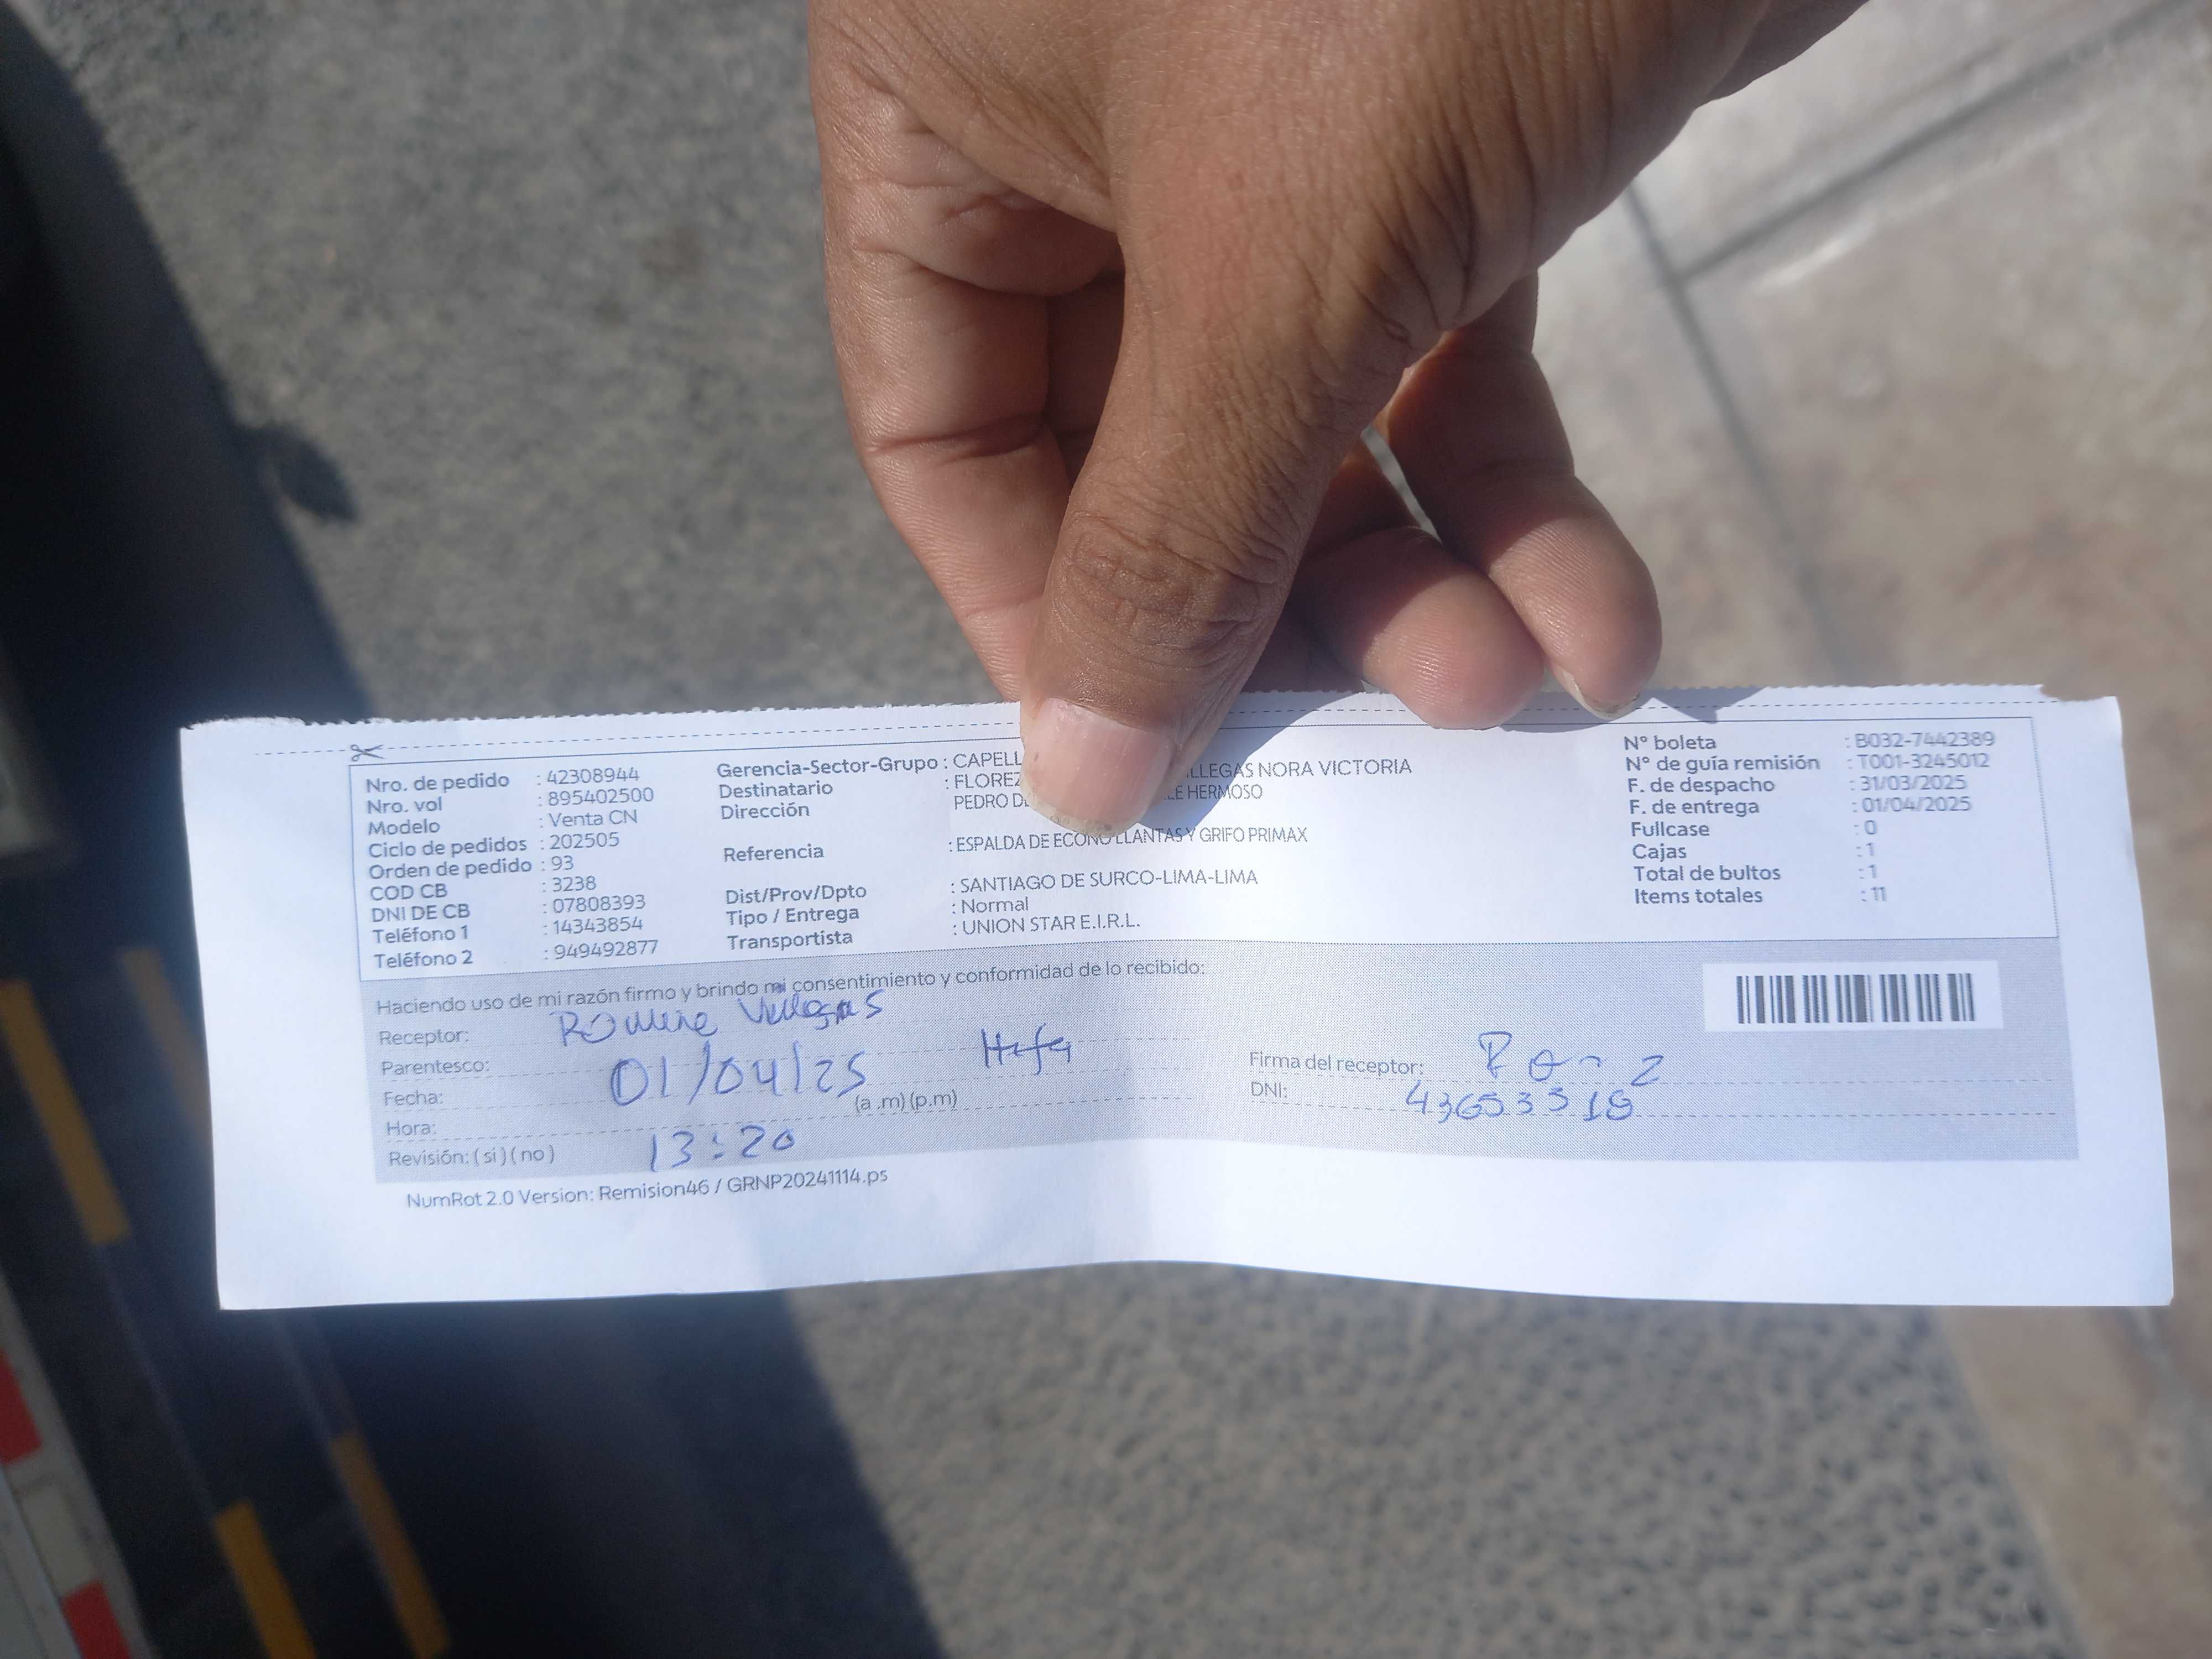 Nro. de pedido : 42308944
Nro. vol : 895402500
Modelo : Venta CN
Ciclo de pedidos : 202505
Orden de pedido : 93
COD CB : 3238
DNI DE CB : 07808393
Teléfono 1 : 14343854
Teléfono 2 : 949492877
Gerencia-Sector-Grupo : CAPELL
Destinatario : FLOREZ LLEGAS NORA VICTORIA
Dirección PEDRO D LE HERMOSO
Referencia : ESPALDA DE ECONO LLANTAS Y GRIFO PRIMAX
Dist/Prov/Dpto : SANTIAGO DE SURCO-LIMA-LIMA
Tipo / Entrega : Normal
Transportista : UNION STAR E.I.R.L.
N° boleta : B032-7442389
N° de guía remisión : T001-3245012
F. de despacho : 31/03/2025
F. de entrega : 01/04/2025
Fullcase : 0
Cajas : 1
Total de bultos : 1
Items totales : 11
Haciendo uso de mi razón firmo y brindo mi consentimiento y conformidad de lo recibido:
Receptor: Villegas
Parentesco:
Fecha: 01/04/25
Hora: (a .m) (p.m)
Revisión: ( si ) ( no ) 13:20
Firma del receptor:
DNI: 43653318
NumRot 2.0 Version: Remision46 / GRNP20241114.ps